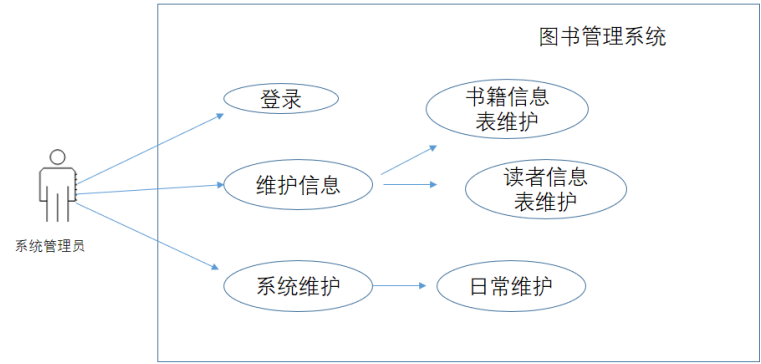 图书管理系统
登录
书籍信息
表维护
维护信息
读者信息
表维护
系统管理员
系统维护
日常维护